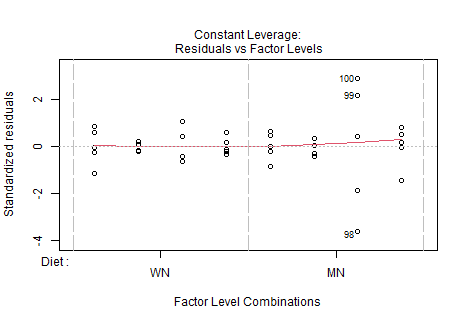 Constant Leverage:
Residuals vs Factor Levels
Standardized residuals
2
0
-2
-4
100
99
98
Diet :
WN
MN
Factor Level Combinations